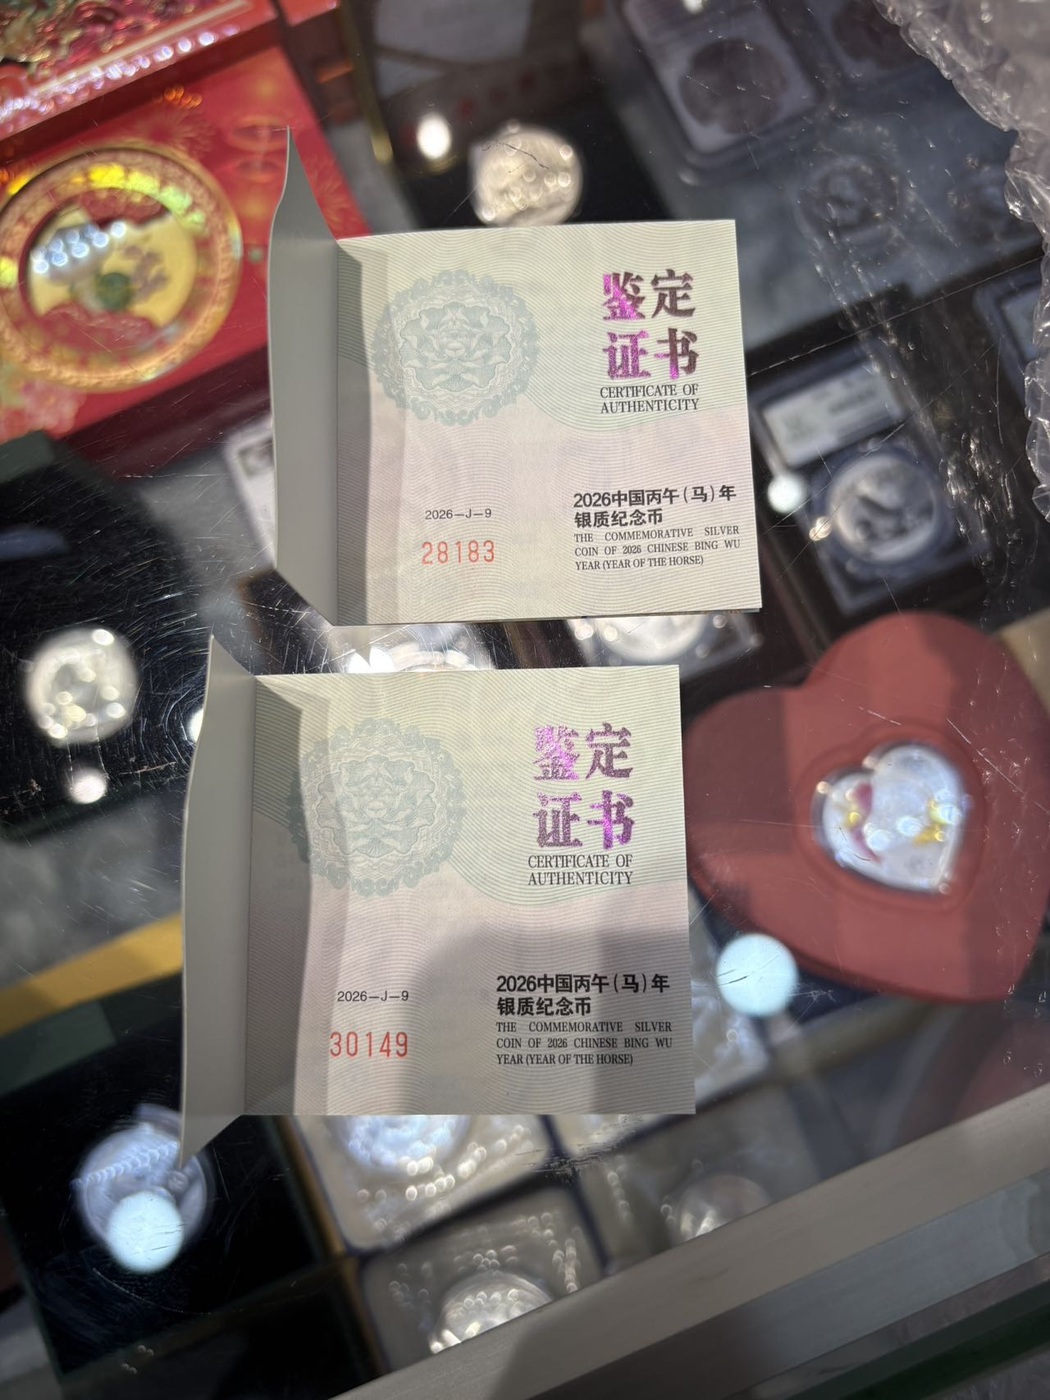 鉴定
证书
CERTIFICATE OF
AUTHENTICITY
2026中国丙午(马)年
银质纪念币
THE COMMEMORATIVE SILVER
COIN OF 2026 CHINESE BING WU
YEAR (YEAR OF THE HORSE)
2026-J-9
28183
鉴定
证书
CERTIFICATE OF
AUTHENTICITY
2026中国丙午(马)年
银质纪念币
THE COMMEMORATIVE SILVER
COIN OF 2026 CHINESE BING WU
YEAR (YEAR OF THE HORSE)
2026-J-9
30149